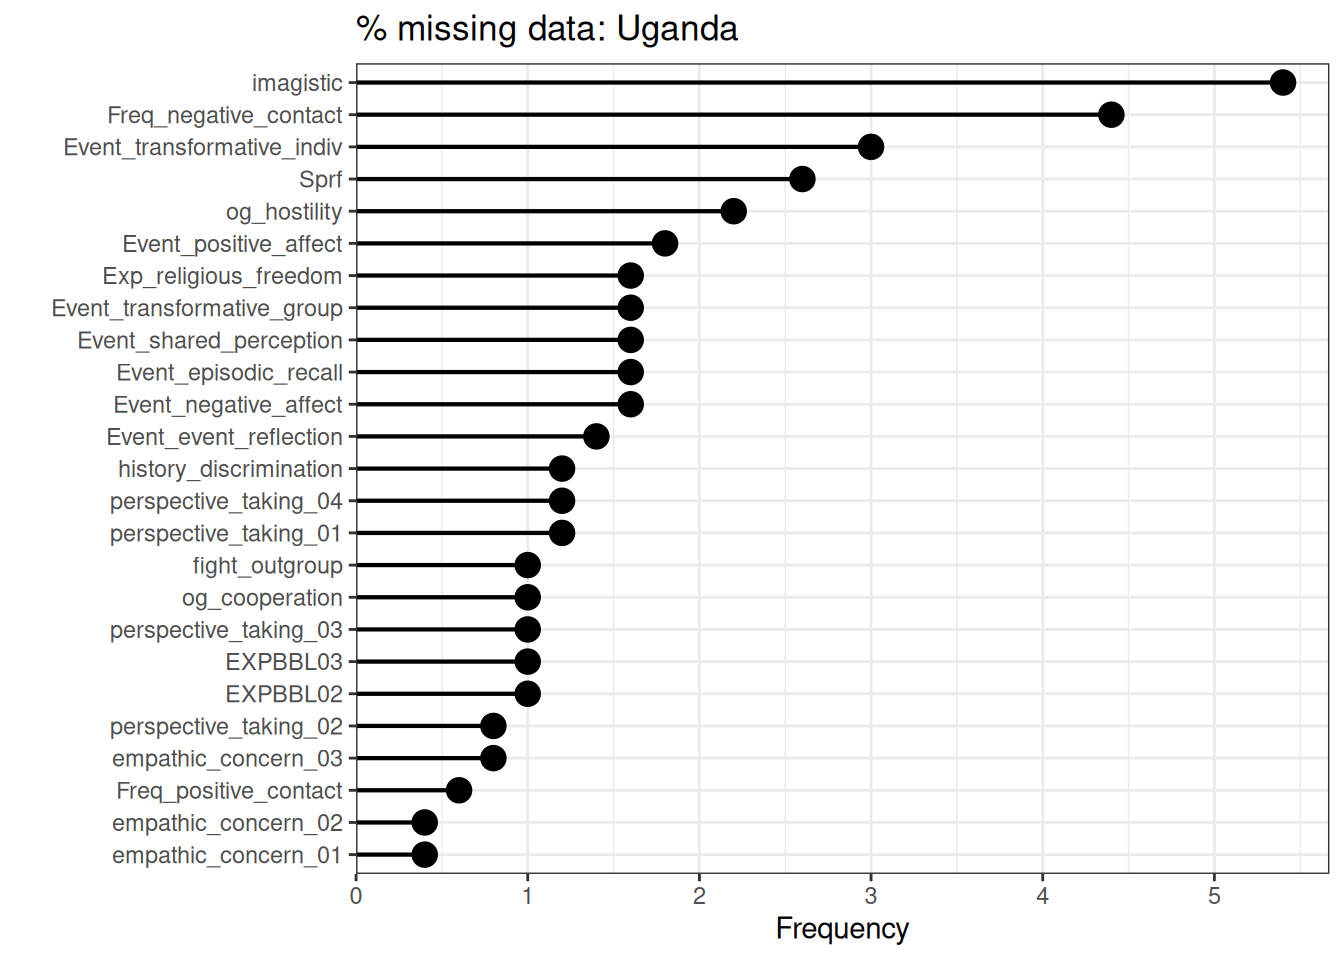 % missing data: Uganda
imagistic
Freq_negative_contact
Event_transformative_indiv
Sprf
og_hostility
Event_positive_affect
Exp_religious_freedom
Event_transformative_group
Event_shared_perception
Event_episodic_recall
Event_negative_affect
Event_event_reflection
history_discrimination
perspective_taking_04
perspective_taking_01
fight_outgroup
og_cooperation
perspective_taking_03
EXPBBL03
EXPBBL02
perspective_taking_02
empathic_concern_03
Freq_positive_contact
empathic_concern_02
empathic_concern_01
0 1 2 3 4 5
Frequency